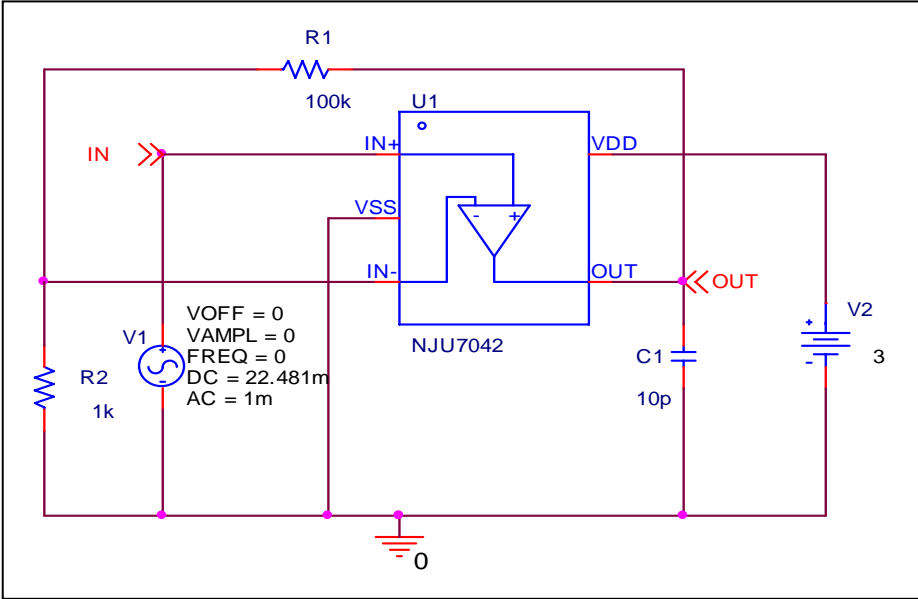 R1
100k
U1
IN
IN+
VDD
VSS
-
+
IN-
OUT
OUT
NJU7042
V1
+
-
VOFF = 0
VAMPL = 0
FREQ = 0
DC = 22.481m
AC = 1m
R2
1k
C1
10p
V2
+
-
3
0